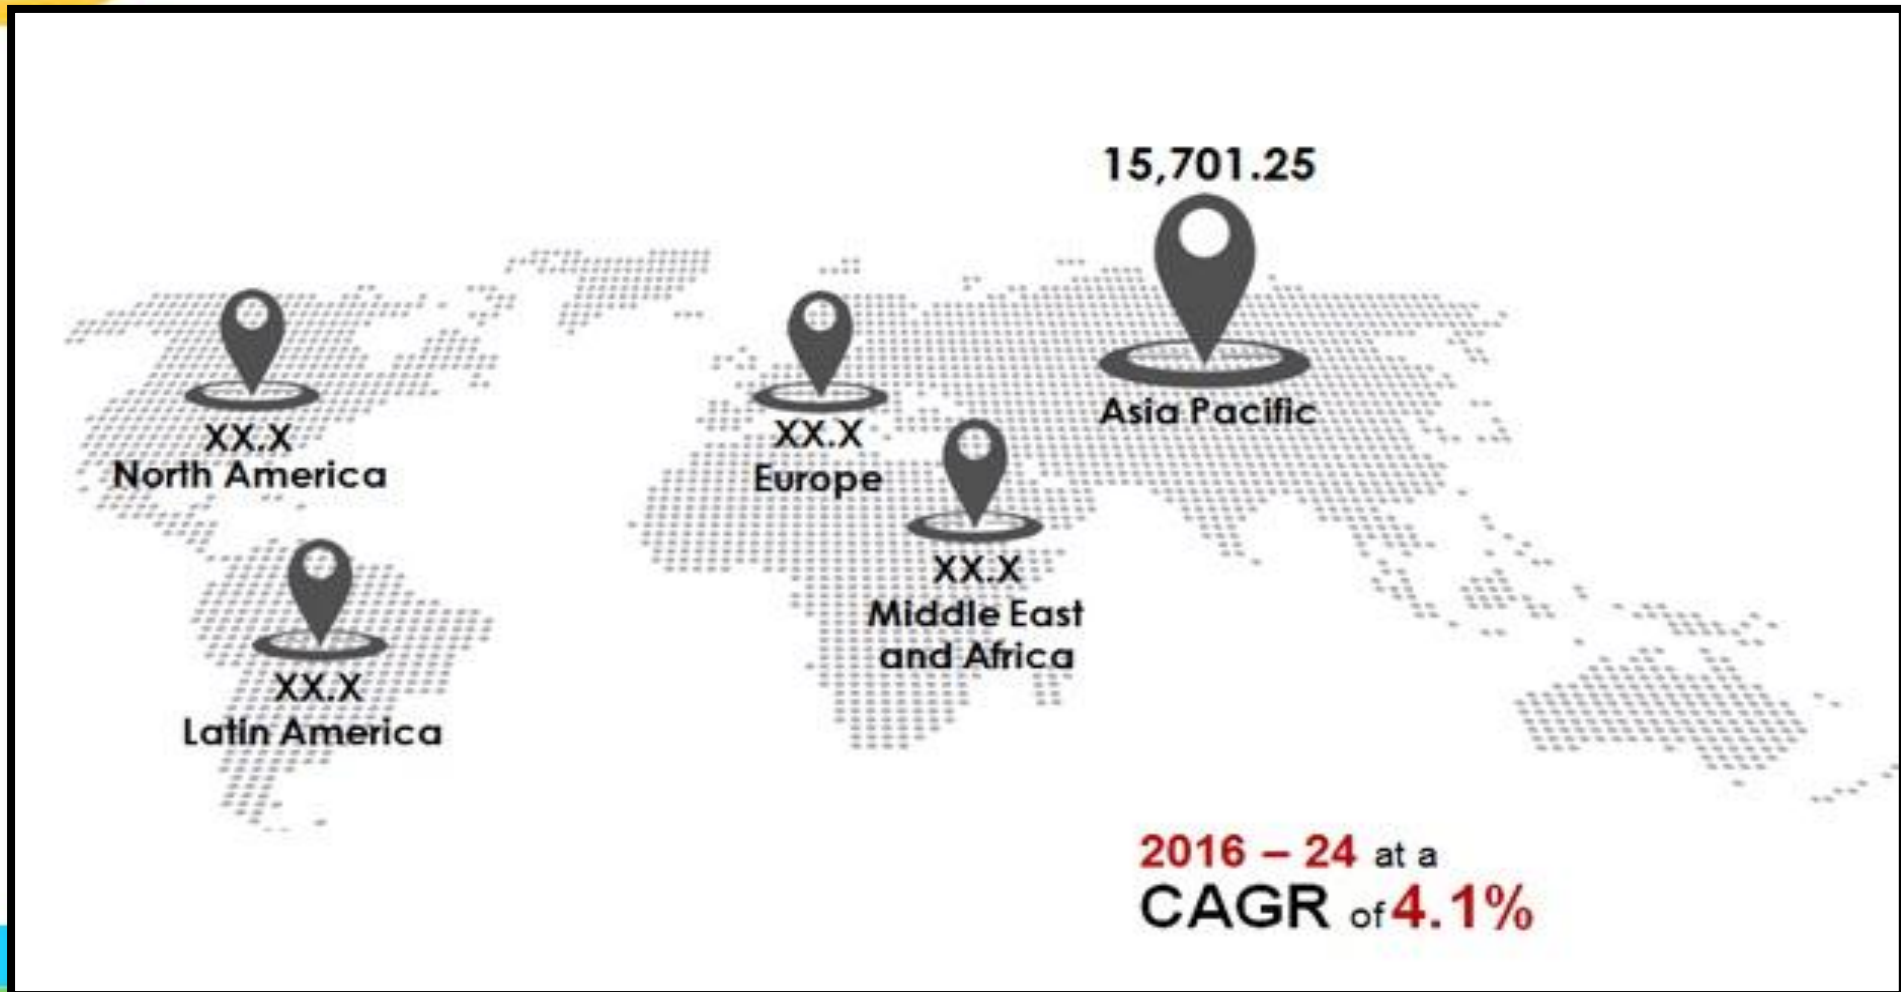 15,701.25
Asia Pacific
XX.X
North America
XX.X
Europe
XX.X
Middle East
and Africa
XX.X
Latin America
2016 – 24 at a
CAGR of 4.1%